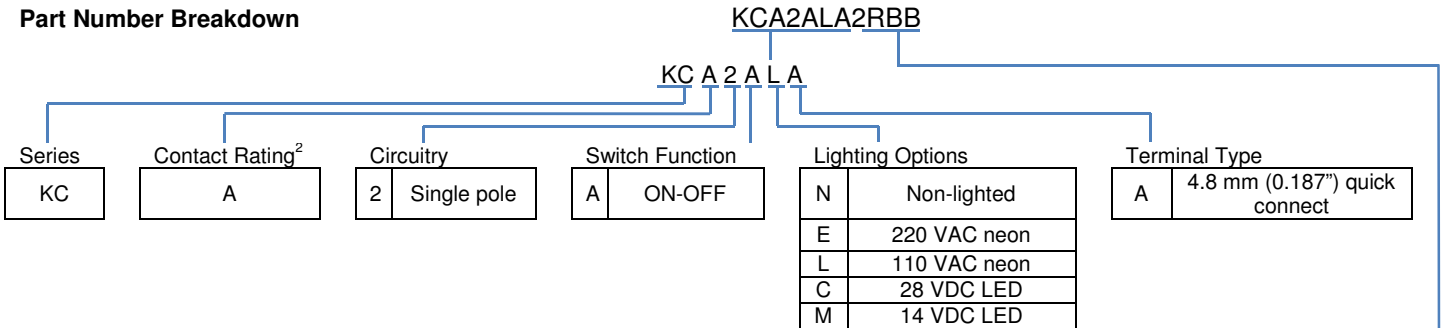 Part Number Breakdown
KCA2ALA2RBB
KC A 2 A L A
Series
Contact Rating2
Circuitry
Switch Function
Lighting Options
Terminal Type
KC
A
2 Single pole
A ON-OFF
N Non-lighted
A 4.8 mm (0.187”) quick
connect
E 220 VAC neon
L 110 VAC neon
C 28 VDC LED
M 14 VDC LED